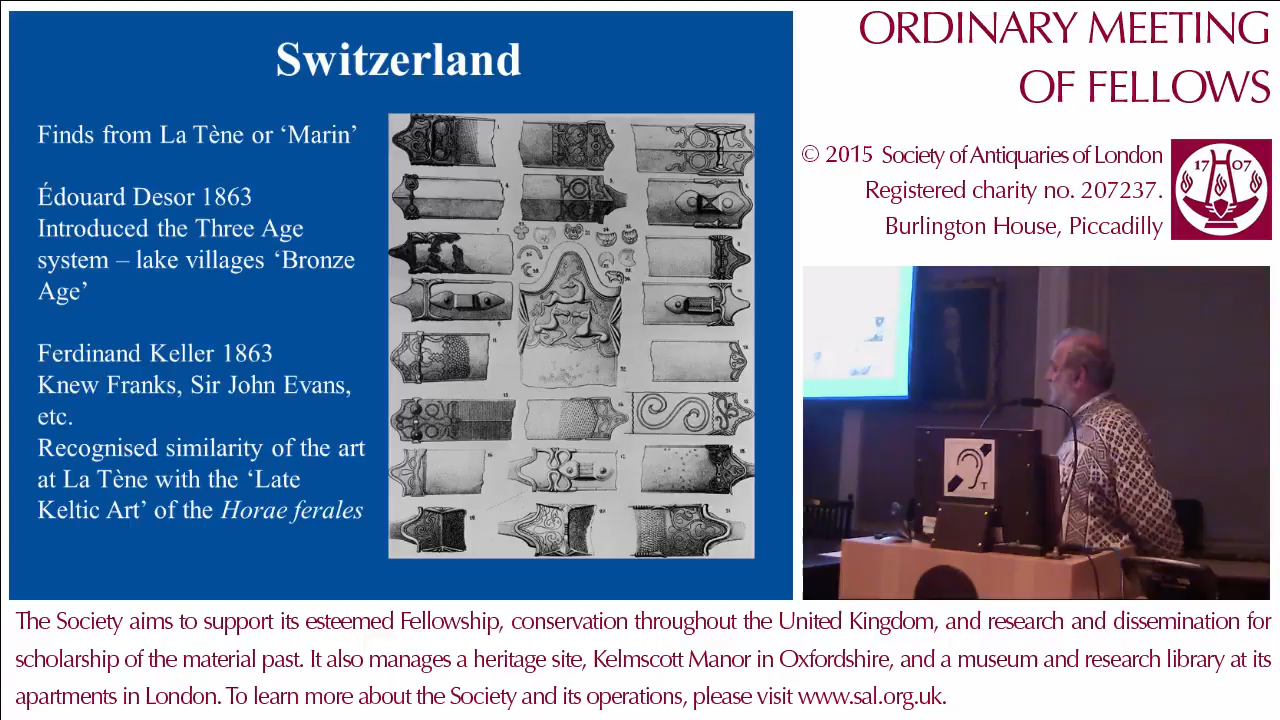 Switzerland
Finds from La Tène or ‘Marin’
Édouard Desor 1863
Introduced the Three Age
system – lake villages ‘Bronze
Age’
Ferdinand Keller 1863
Knew Franks, Sir John Evans,
etc.
Recognised similarity of the art
at La Tène with the ‘Late
Keltic Art’ of the Horae ferales
ORDINARY MEETING
OF FELLOWS
© 2015 Society of Antiquaries of London
Registered charity no. 207237.
Burlington House, Piccadilly
17 07
T
The Society aims to support its esteemed Fellowship, conservation throughout the United Kingdom, and research and dissemination for
scholarship of the material past. It also manages a heritage site, Kelmscott Manor in Oxfordshire, and a museum and research library at its
apartments in London. To learn more about the Society and its operations, please visit www.sal.org.uk.